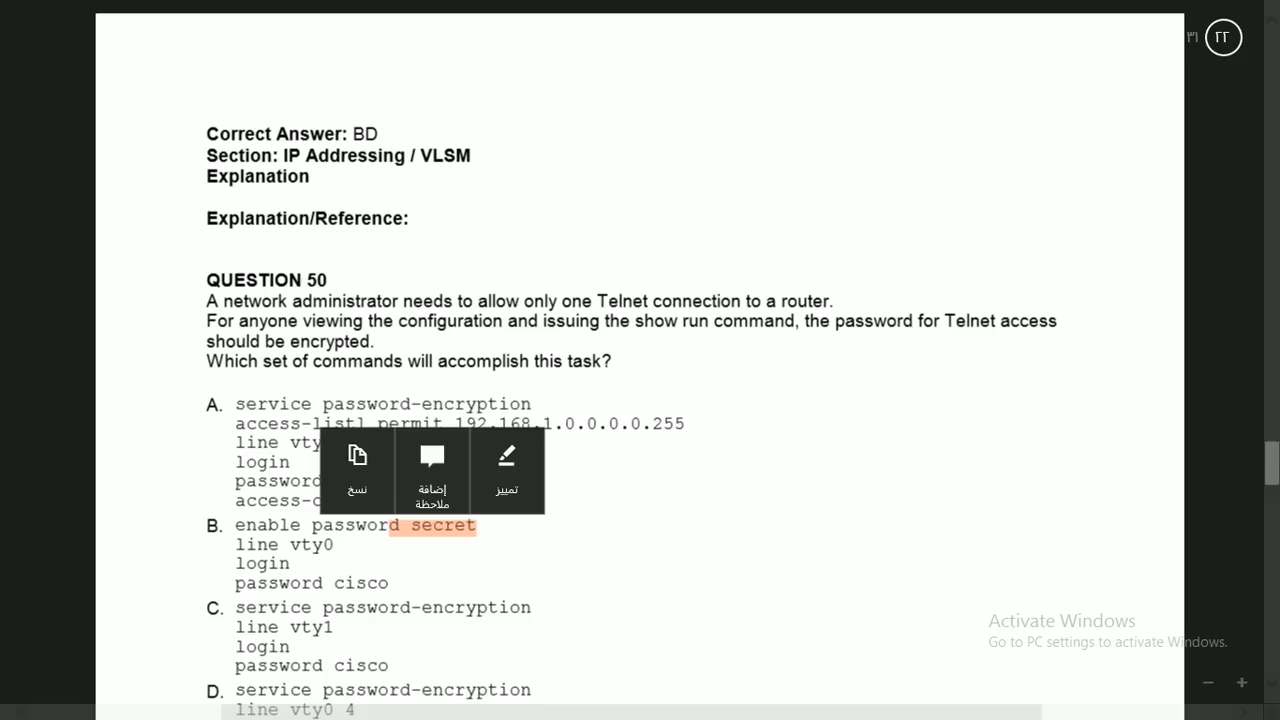 ٣١ ٢٢
Correct Answer: BD
Section: IP Addressing / VLSM
Explanation
Explanation/Reference:
QUESTION 50
A network administrator needs to allow only one Telnet connection to a router.
For anyone viewing the configuration and issuing the show run command, the password for Telnet access
should be encrypted.
Which set of commands will accomplish this task?
A. service password-encryption
access-list1 permit 192.168.1.0.0.0.0.255
line vty
login
password
access-c
نسخ
إضافة ملاحظة
تمييز
B. enable password secret
line vty0
login
password cisco
C. service password-encryption
line vty1
login
password cisco
D. service password-encryption
line vty0 4
Activate Windows
Go to PC settings to activate Windows.